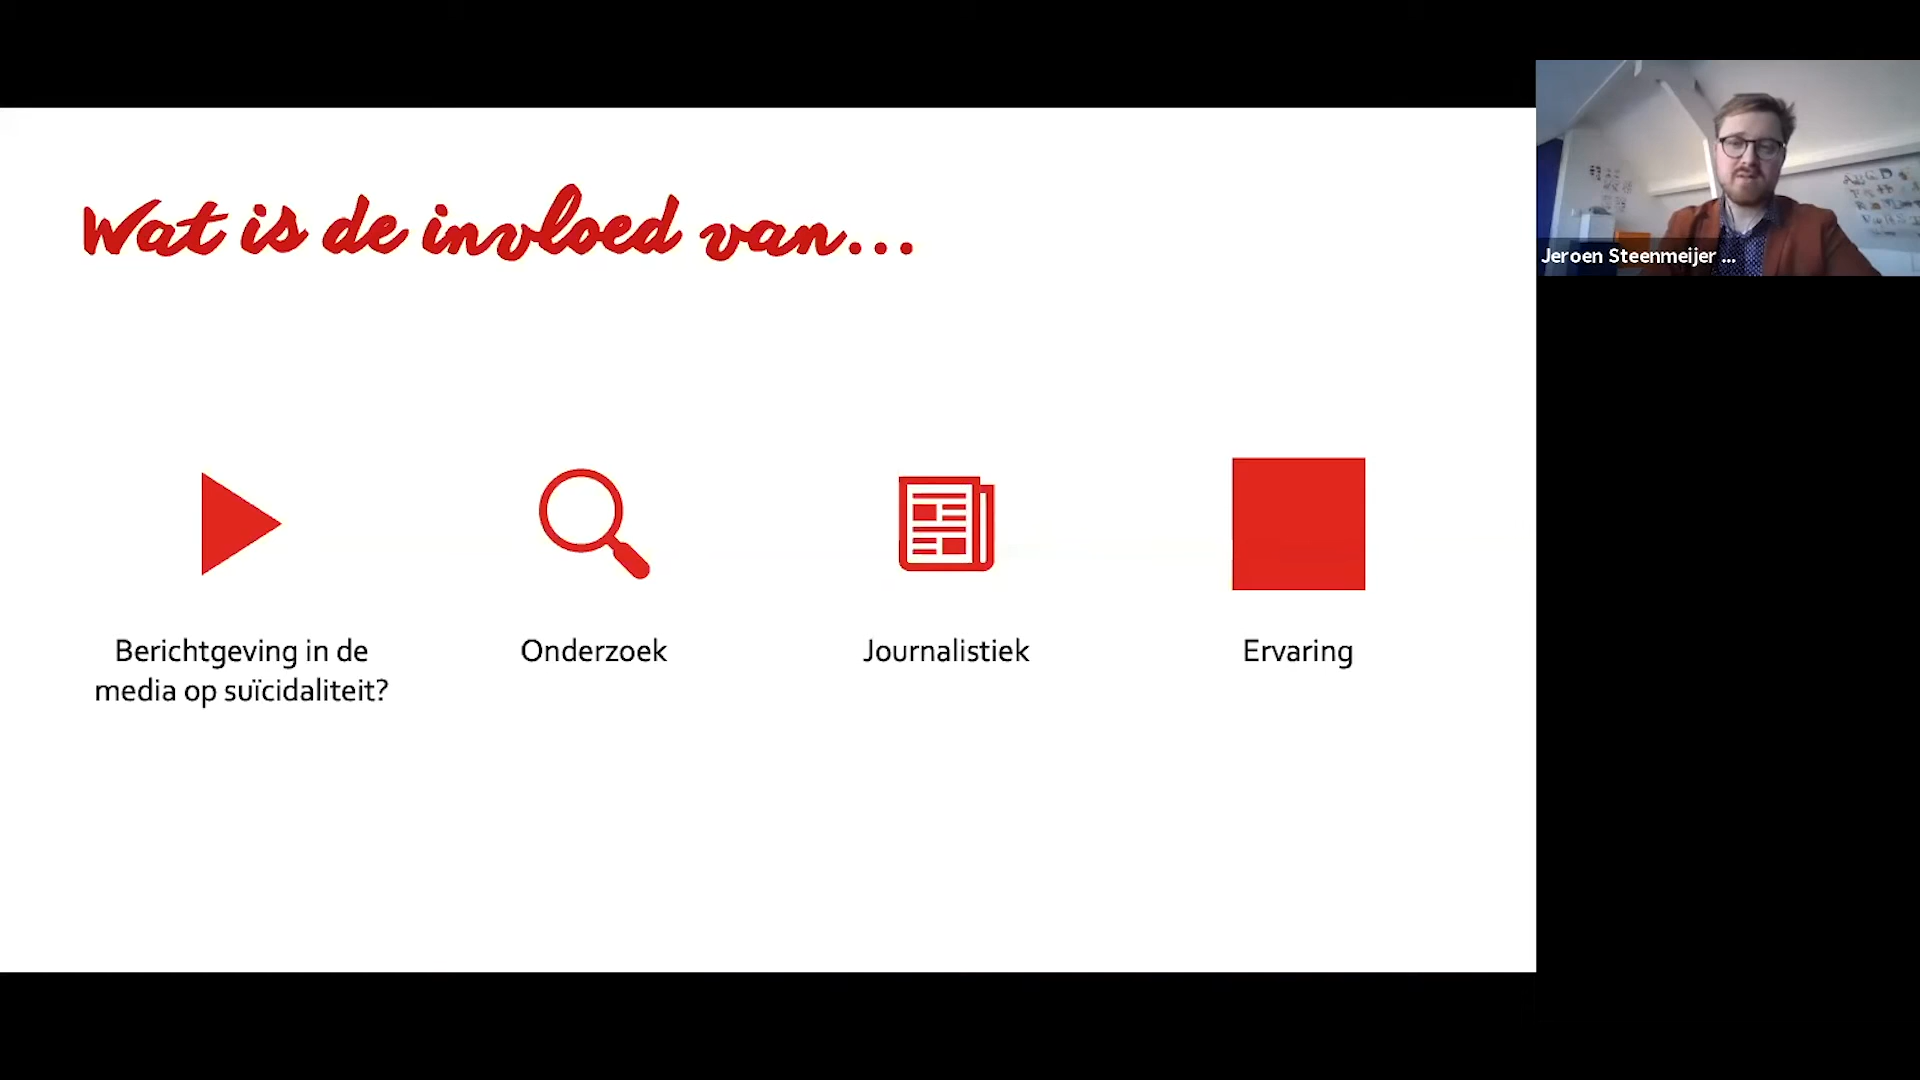 Wat is de invloed van...
Berichtgeving in de
media op suïcidaliteit?
Onderzoek
Journalistiek
Ervaring
Jeroen Steenmeijer ...